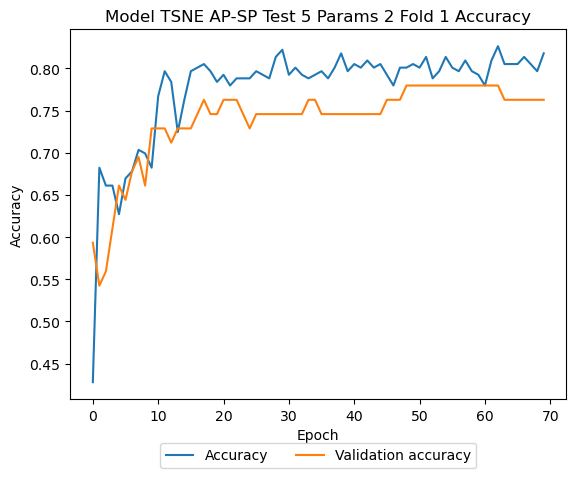 Model TSNE AP-SP Test 5 Params 2 Fold 1 Accuracy
0.80
0.75
0.70
0.65
0.60
0.55
0.50
0.45
Accuracy
0 10 20 30 40 50 60 70
Epoch
Accuracy Validation accuracy